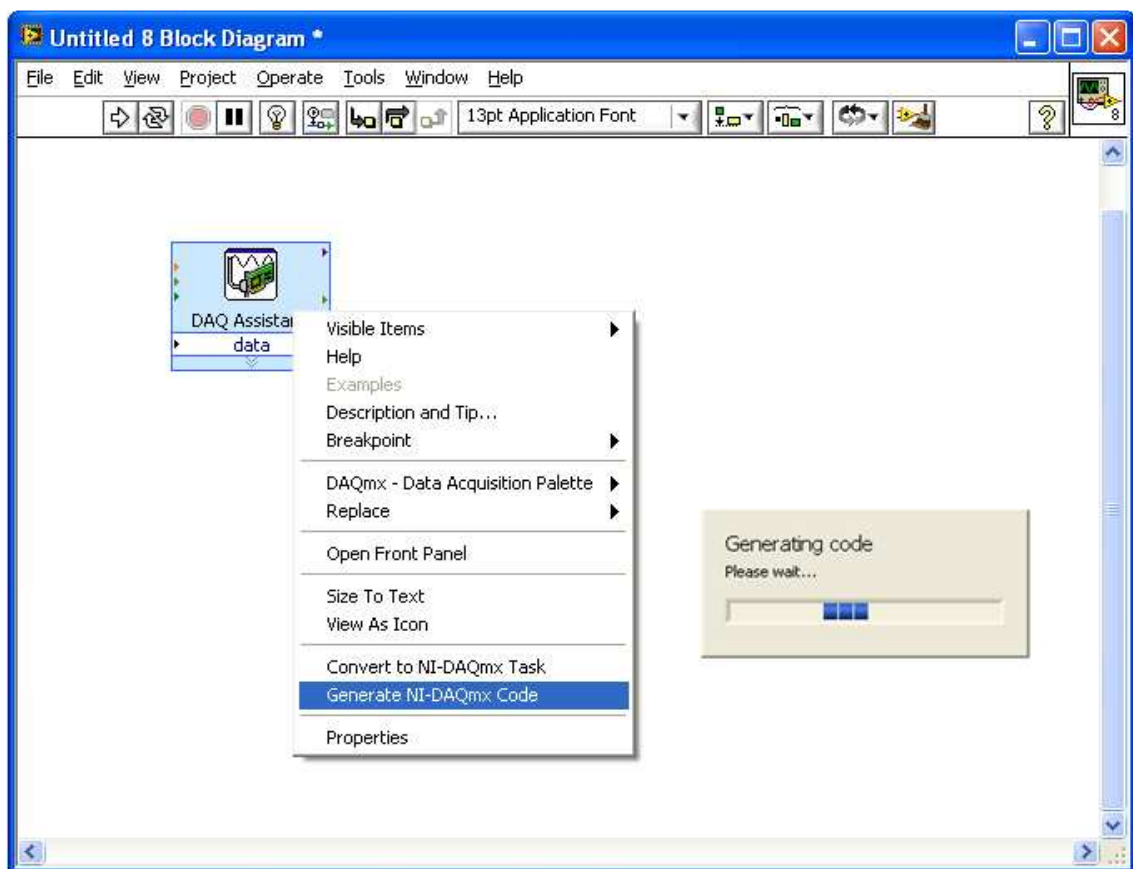 Untitled 8 Block Diagram *
File Edit View Project Operate Tools Window Help
13pt Application Font
8
DAQ Assista
data
Visible Items
Help
Examples
Description and Tip...
Breakpoint
DAQmx - Data Acquisition Palette
Replace
Open Front Panel
Size To Text
View As Icon
Convert to NI-DAQmx Task
Generate NI-DAQmx Code
Properties
Generating code
Please wait...